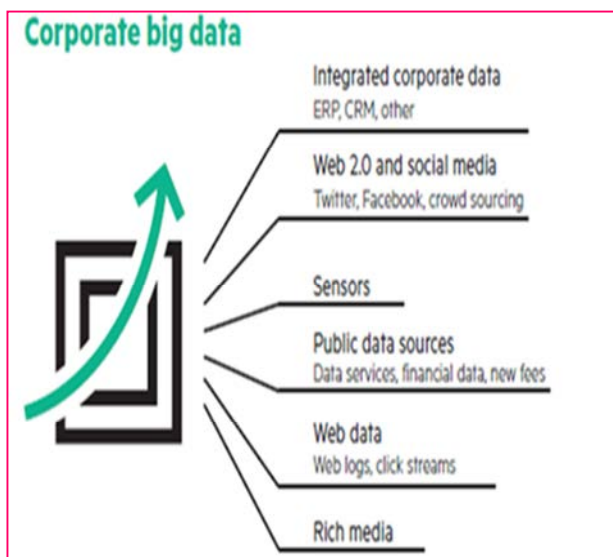 Corporate big data
Integrated corporate data
ERP, CRM, other
Web 2.0 and social media
Twitter, Facebook, crowd sourcing
Sensors
Public data sources
Data services, financial data, new fees
Web data
Web logs, click streams
Rich media